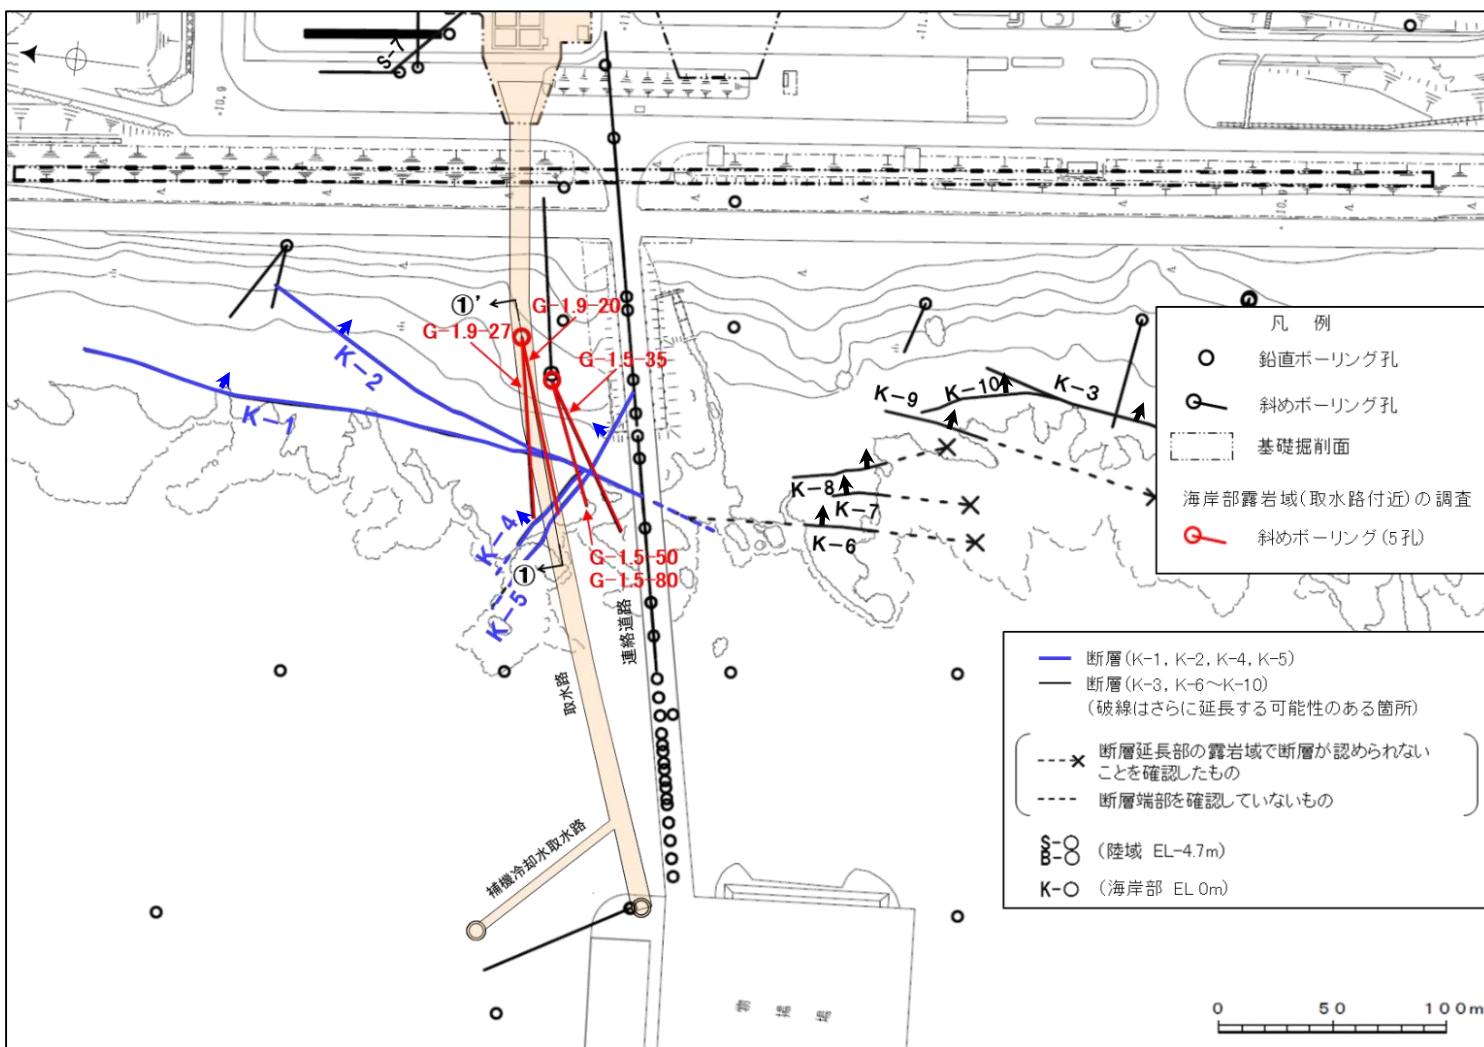 S-7
①'
G-1.9-20
G-1.9-27
G-1.5-35
K-2
K-1
K-10
K-3
K-9
K-8
K-7
K-6
K-4
K-5
①
G-1.5-50
G-1.5-80
連絡道路
取水路
補機冷却水取水路
物揚場
凡 例
鉛直ボーリング孔
斜めボーリング孔
基礎掘削面
海岸部露岩域(取水路付近)の調査
斜めボーリング(5孔)
断層(K-1, K-2, K-4, K-5)
断層(K-3, K-6～K-10)
(破線はさらに延長する可能性のある箇所)
断層延長部の露岩域で断層が認められない
ことを確認したもの
断層端部を確認していないもの
S-○
B-○
(陸域 EL-4.7m)
K-○ (海岸部 EL 0m)
0 50 100m